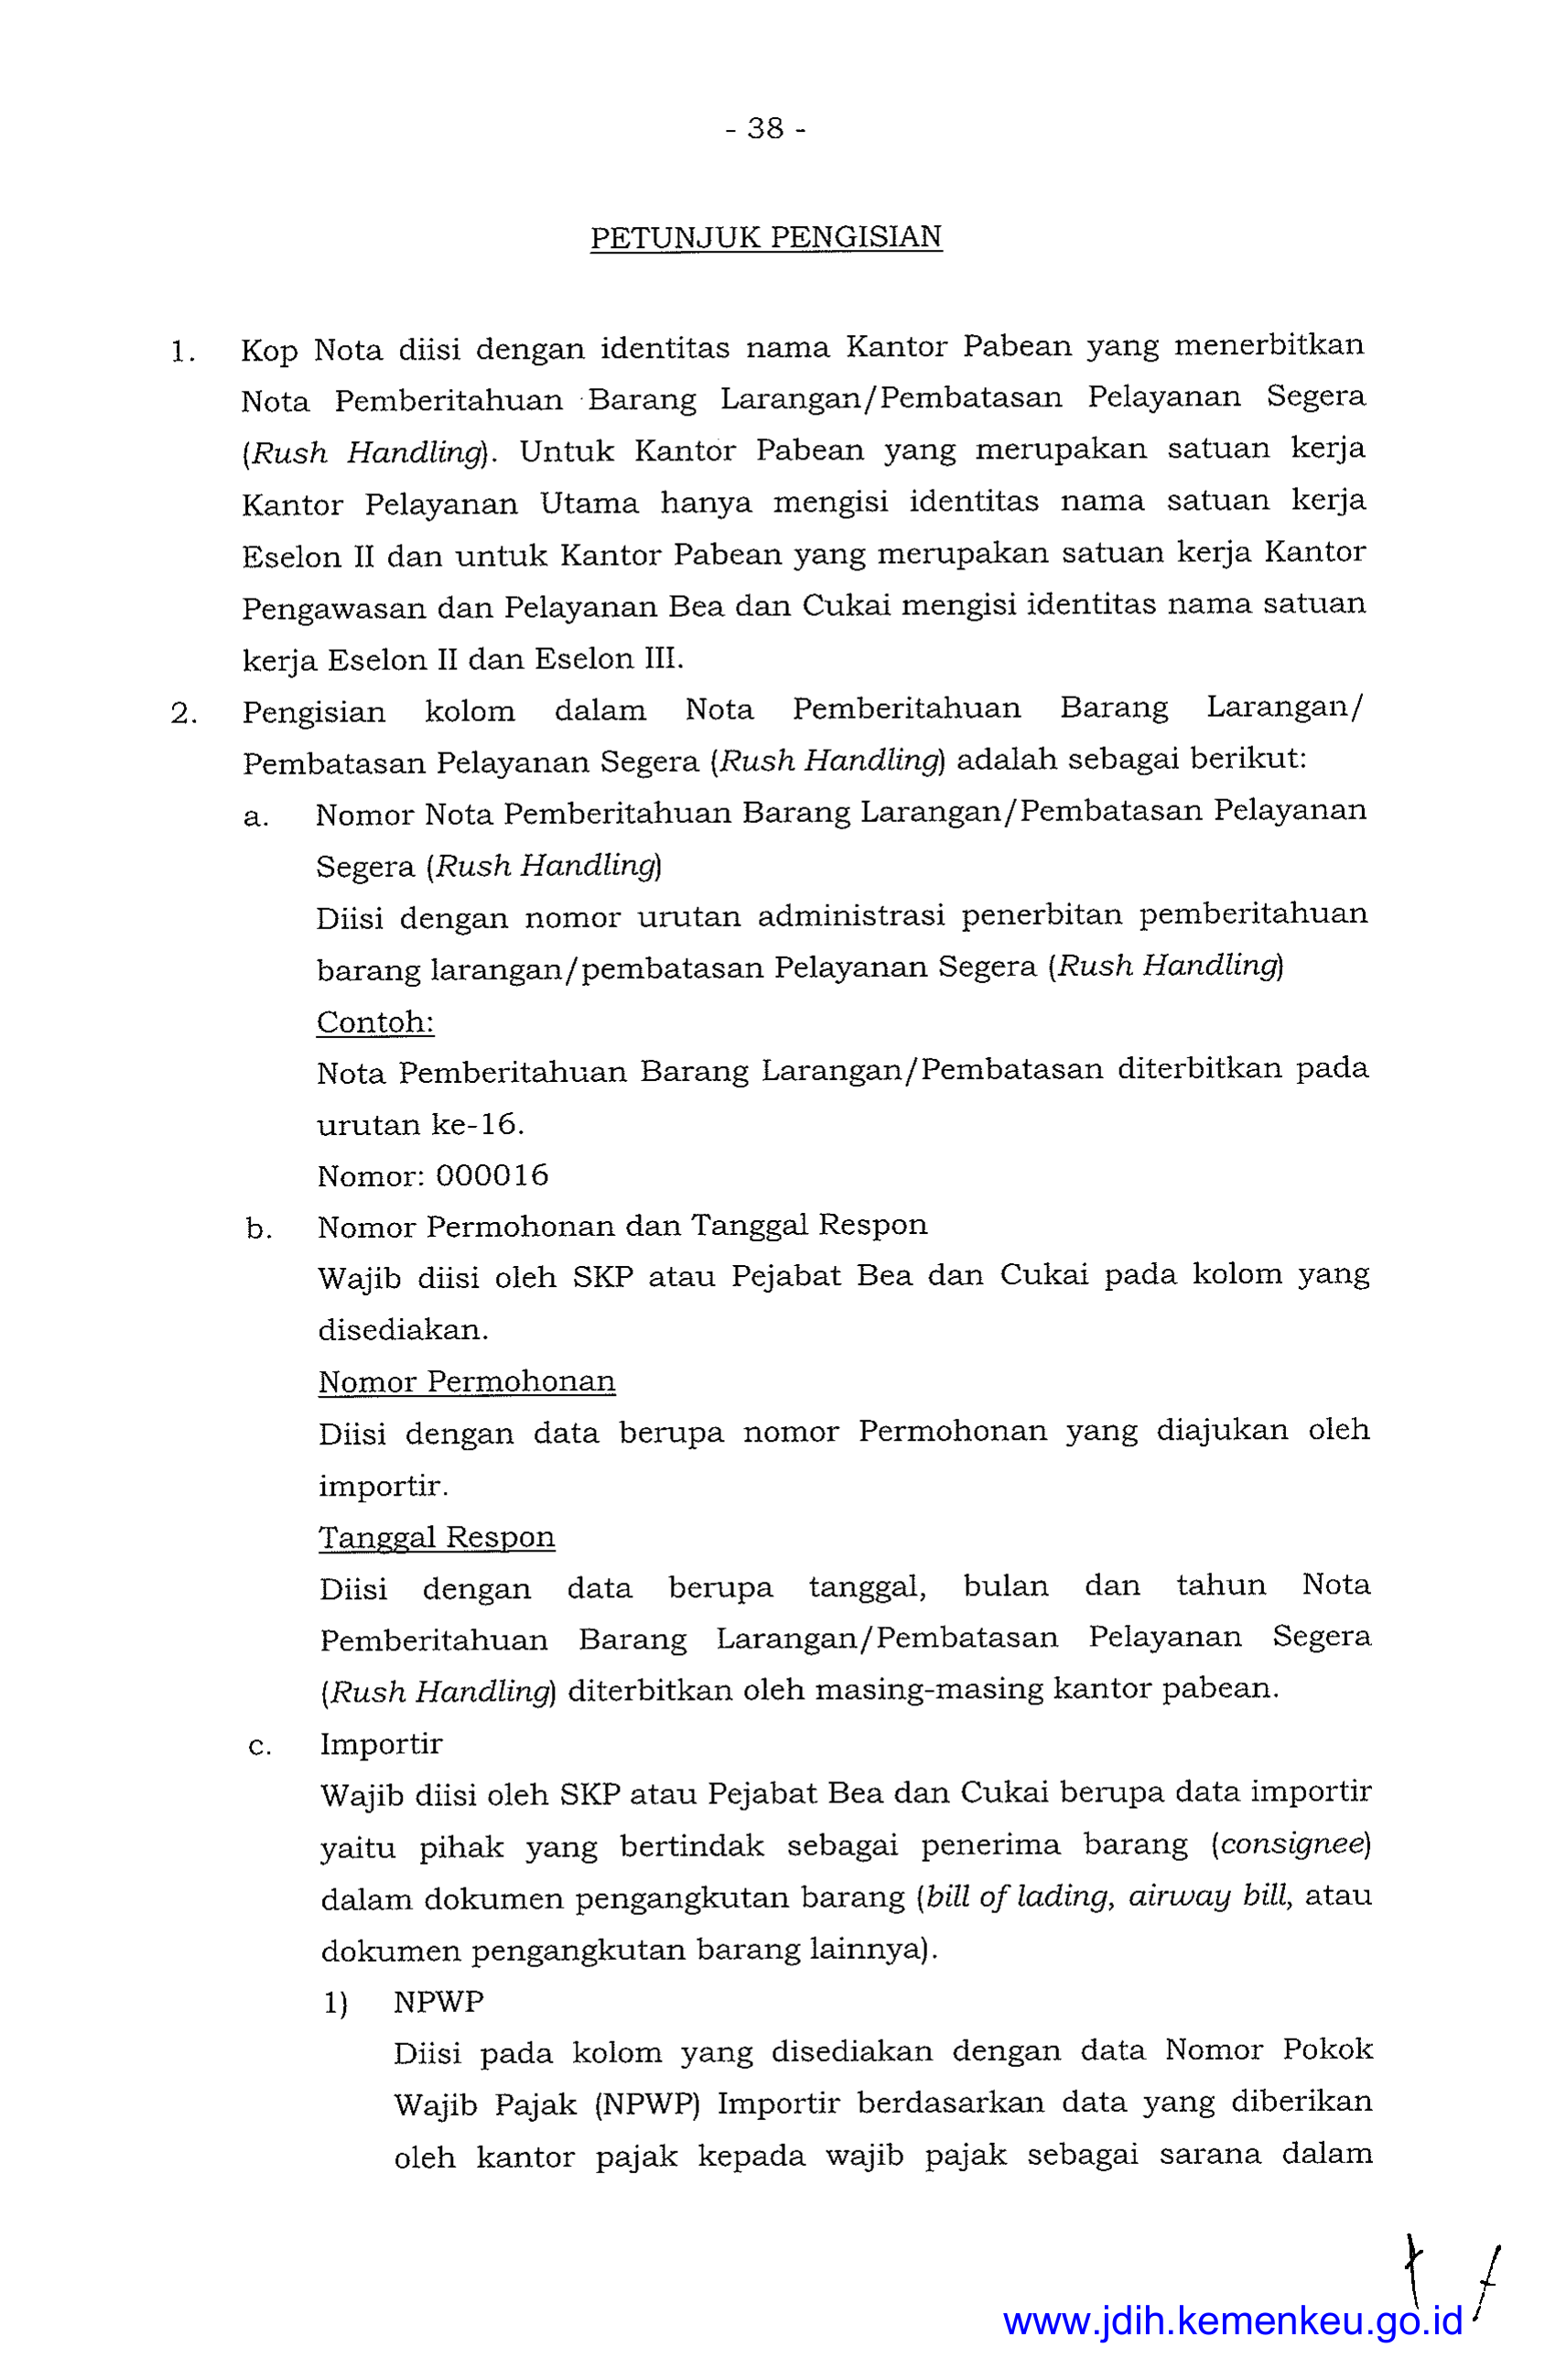 - 38 -
PETUNJUK PENGISIAN
1. Kop Nota diisi dengan identitas nama Kantor Pabean yang menerbitkan
Nota Pemberitahuan Barang Larangan/Pembatasan Pelayanan Segera
(Rush Handling). Untuk Kantor Pabean yang merupakan satuan kerja
Kantor Pelayanan Utama hanya mengisi identitas nama satuan kerja
Eselon II dan untuk Kantor Pabean yang merupakan satuan kerja Kantor
Pengawasan dan Pelayanan Bea dan Cukai mengisi identitas nama satuan
kerja Eselon II dan Eselon III.
2. Pengisian kolom dalam Nota Pemberitahuan Barang Larangan/
Pembatasan Pelayanan Segera (Rush Handling) adalah sebagai berikut:
a. Nomor Nota Pemberitahuan Barang Larangan/Pembatasan Pelayanan
Segera (Rush Handling)
Diisi dengan nomor urutan administrasi penerbitan pemberitahuan
barang larangan/pembatasan Pelayanan Segera (Rush Handling)
Contoh:
Nota Pemberitahuan Barang Larangan/Pembatasan diterbitkan pada
urutan ke-16.
Nomor: 000016
b. Nomor Permohonan dan Tanggal Respon
Wajib diisi oleh SKP atau Pejabat Bea dan Cukai pada kolom yang
disediakan.
Nomor Permohonan
Diisi dengan data berupa nomor Permohonan yang diajukan oleh
importir.
Tanggal Respon
Diisi dengan data berupa tanggal, bulan dan tahun Nota
Pemberitahuan Barang Larangan/Pembatasan Pelayanan Segera
(Rush Handling) diterbitkan oleh masing-masing kantor pabean.
c. Importir
Wajib diisi oleh SKP atau Pejabat Bea dan Cukai berupa data importir
yaitu pihak yang bertindak sebagai penerima barang (consignee)
dalam dokumen pengangkutan barang (bill of lading, airway bill, atau
dokumen pengangkutan barang lainnya).
1) NPWP
Diisi pada kolom yang disediakan dengan data Nomor Pokok
Wajib Pajak (NPWP) Importir berdasarkan data yang diberikan
oleh kantor pajak kepada wajib pajak sebagai sarana dalam
www.jdih.kemenkeu.go.id